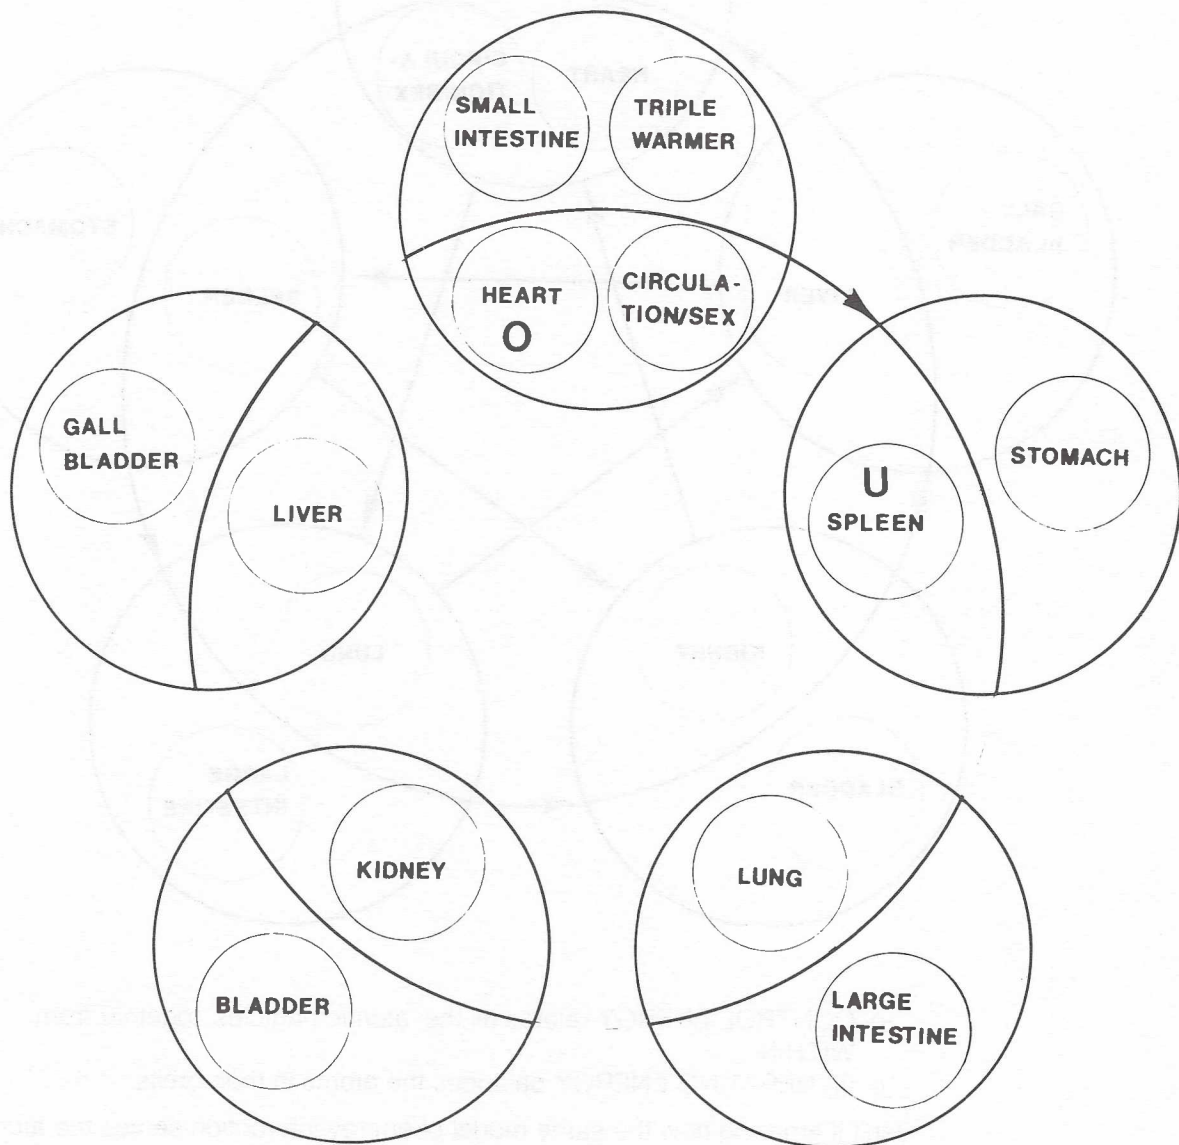 SMALL
INTESTINE
TRIPLE
WARMER
HEART
O
CIRCULA-
TION/SEX
GALL
BLADDER
LIVER
U
SPLEEN
STOMACH
KIDNEY
BLADDER
LUNG
LARGE
INTESTINE